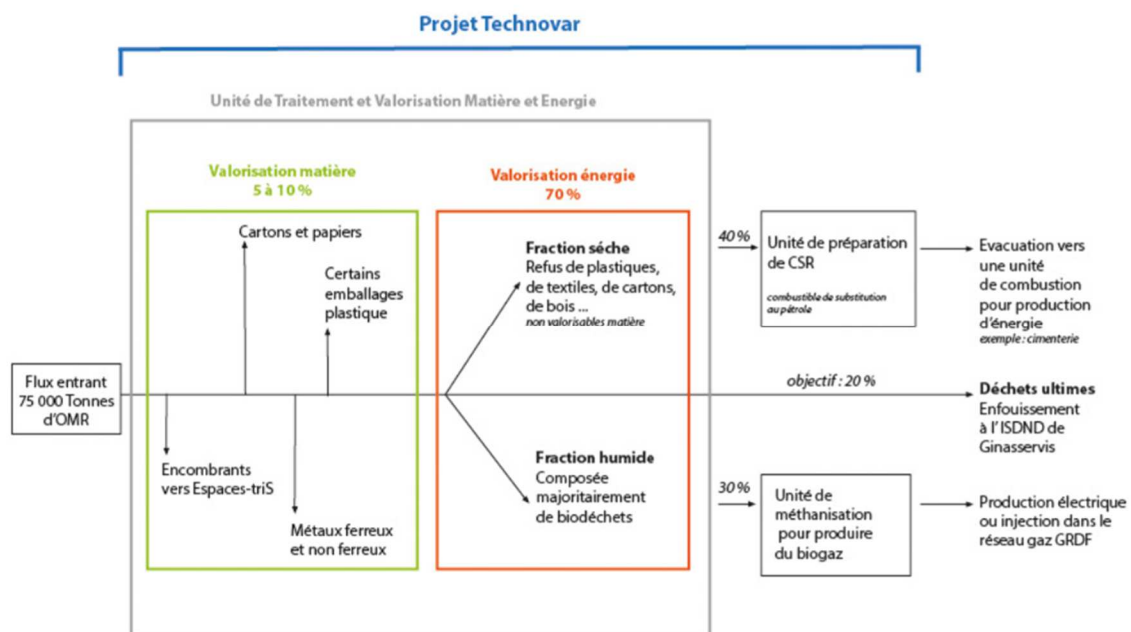 Projet Technovar
Unité de Traitement et Valorisation Matière et Energie
Valorisation matière
5 à 10 %
Cartons et papiers
Certains
emballages
plastique
Flux entrant
75 000 Tonnes
d'OMR
Encombrants
vers Espaces-triS
Métaux ferreux
et non ferreux
Valorisation énergie
70 %
Fraction séche
Refus de plastiques,
de textiles, de cartons,
de bois ...
non valorisables matière
Fraction humide
Composée
majoritairement
de biodéchets
40 %
Unité de préparation
de CSR
combustible de substitution
au pétrole
Evacuation vers
une unité
de combustion
pour production
d'énergie
exemple : cimenterie
objectif : 20 %
Déchets ultimes
Enfouissement
à l' ISDND de
Ginasservis
30 %
Unité de
méthanisation
pour produire
du biogaz
Production électrique
ou injection dans le
réseau gaz GRDF